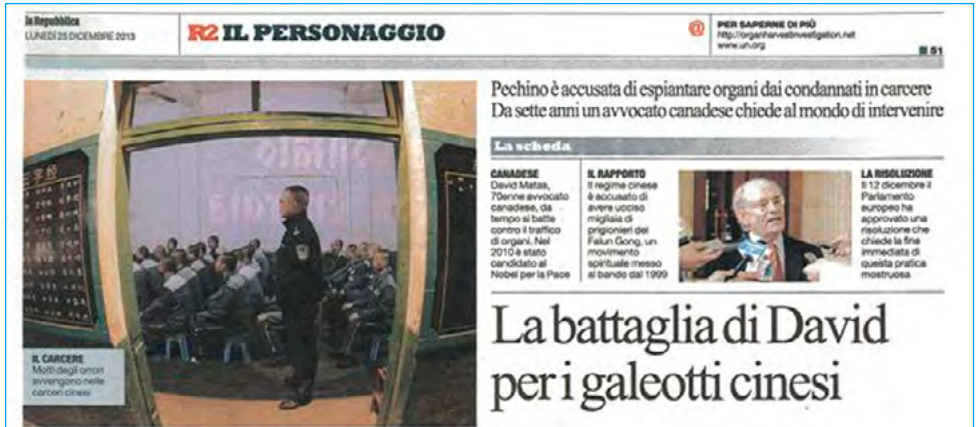 la Repubblica
LUNEDÌ 23 DICEMBRE 2013
R2 IL PERSONAGGIO
@
PER SAPERNE DI PIÙ
http://organharvestinvestigation.net
www.un.org
51
Pechino è accusata di espiantare organi dai condannati in carcere
Da sette anni un avvocato canadese chiede al mondo di intervenire
La scheda
CANADESE
David Matas,
70enne avvocato
canadese, da
tempo si batte
contro il traffico
di organi. Nel
2010 è stato
candidato al
Nobel per la Pace
IL RAPPORTO
Il regime cinese
è accusato di
avere ucciso
migliaia di
prigionieri del
Falun Gong, un
movimento
spirituale messo
al bando dal 1999
LA RISOLUZIONE
Il 12 dicembre il
Parlamento
europeo ha
approvato una
risoluzione che
chiede la fine
immediata di
questa pratica
mostruosa
IL CARCERE
Molti degli orrori
avvengono nelle
carceri cinesi
La battaglia di David
per i galeotti cinesi